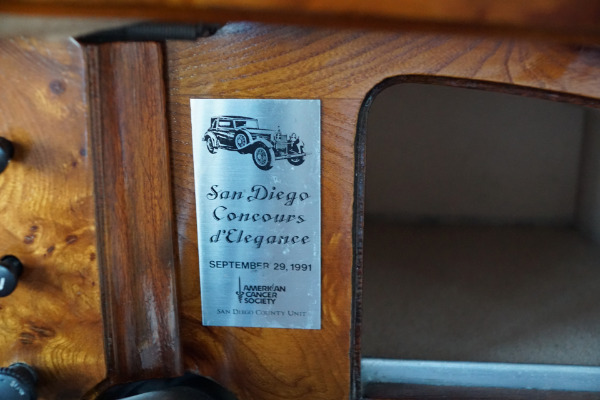 San Diego
Concours
d'Elegance
SEPTEMBER 29, 1991
AMERICAN
CANCER
SOCIETY
SAN DIEGO COUNTY UNIT